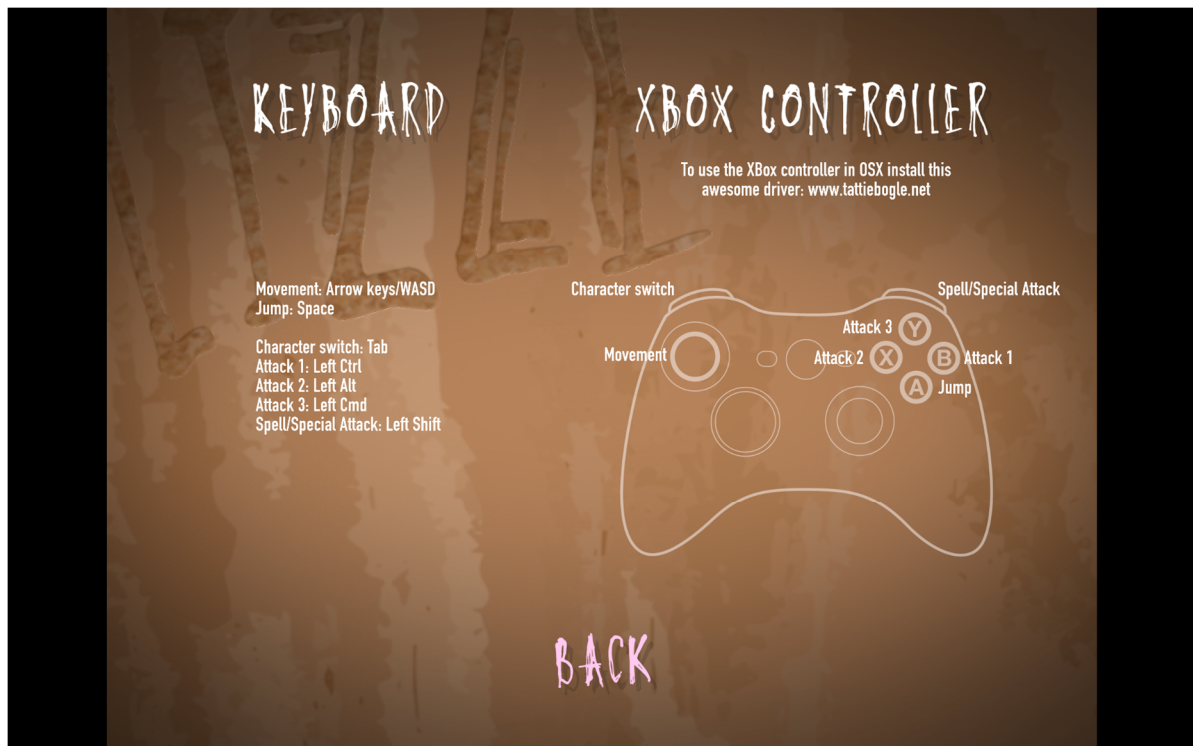 KEYBOARD
XBOX CONTROLLER
To use the XBox controller in OSX install this
awesome driver: www.tattiebogle.net
Movement: Arrow keys/WASD
Jump: Space
Character switch: Tab
Attack 1: Left Ctrl
Attack 2: Left Alt
Attack 3: Left Cmd
Spell/Special Attack: Left Shift
Character switch
Spell/Special Attack
Attack 3 Y
Movement
Attack 2 X
B Attack 1
A Jump
BACK